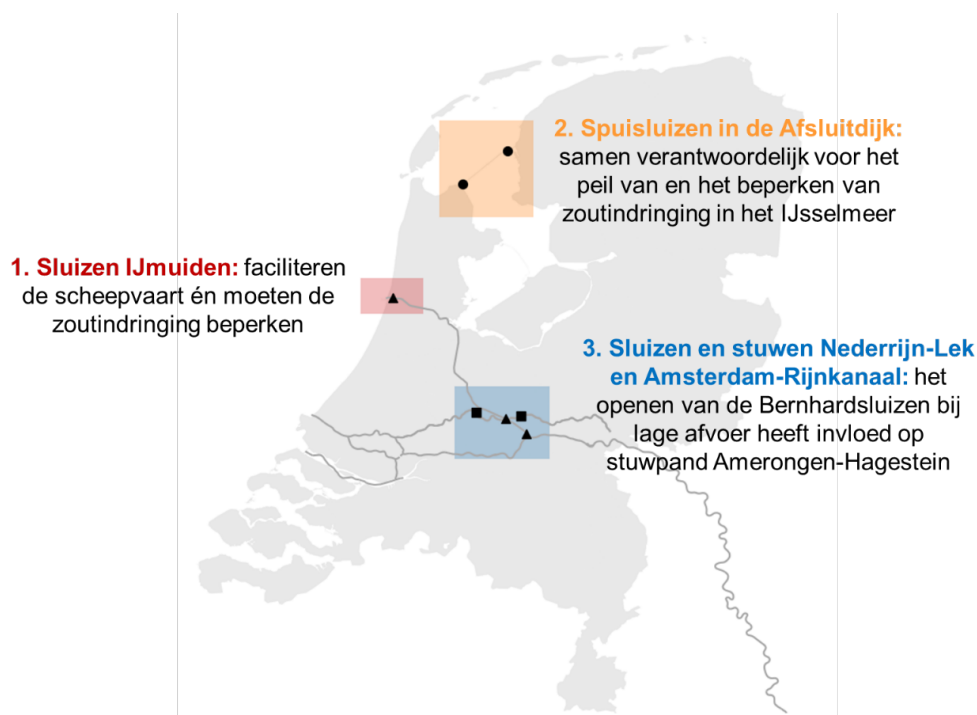 1. Sluizen IJmuiden: faciliteren
de scheepvaart én moeten de
zoutindringing beperken
2. Spuisluizen in de Afsluitdijk:
samen verantwoordelijk voor het
peil van en het beperken van
zoutindringing in het IJsselmeer
3. Sluizen en stuwen Nederrijn-Lek
en Amsterdam-Rijnkanaal: het
openen van de Bernhardsluizen bij
lage afvoer heeft invloed op
stuwpand Amerongen-Hagestein